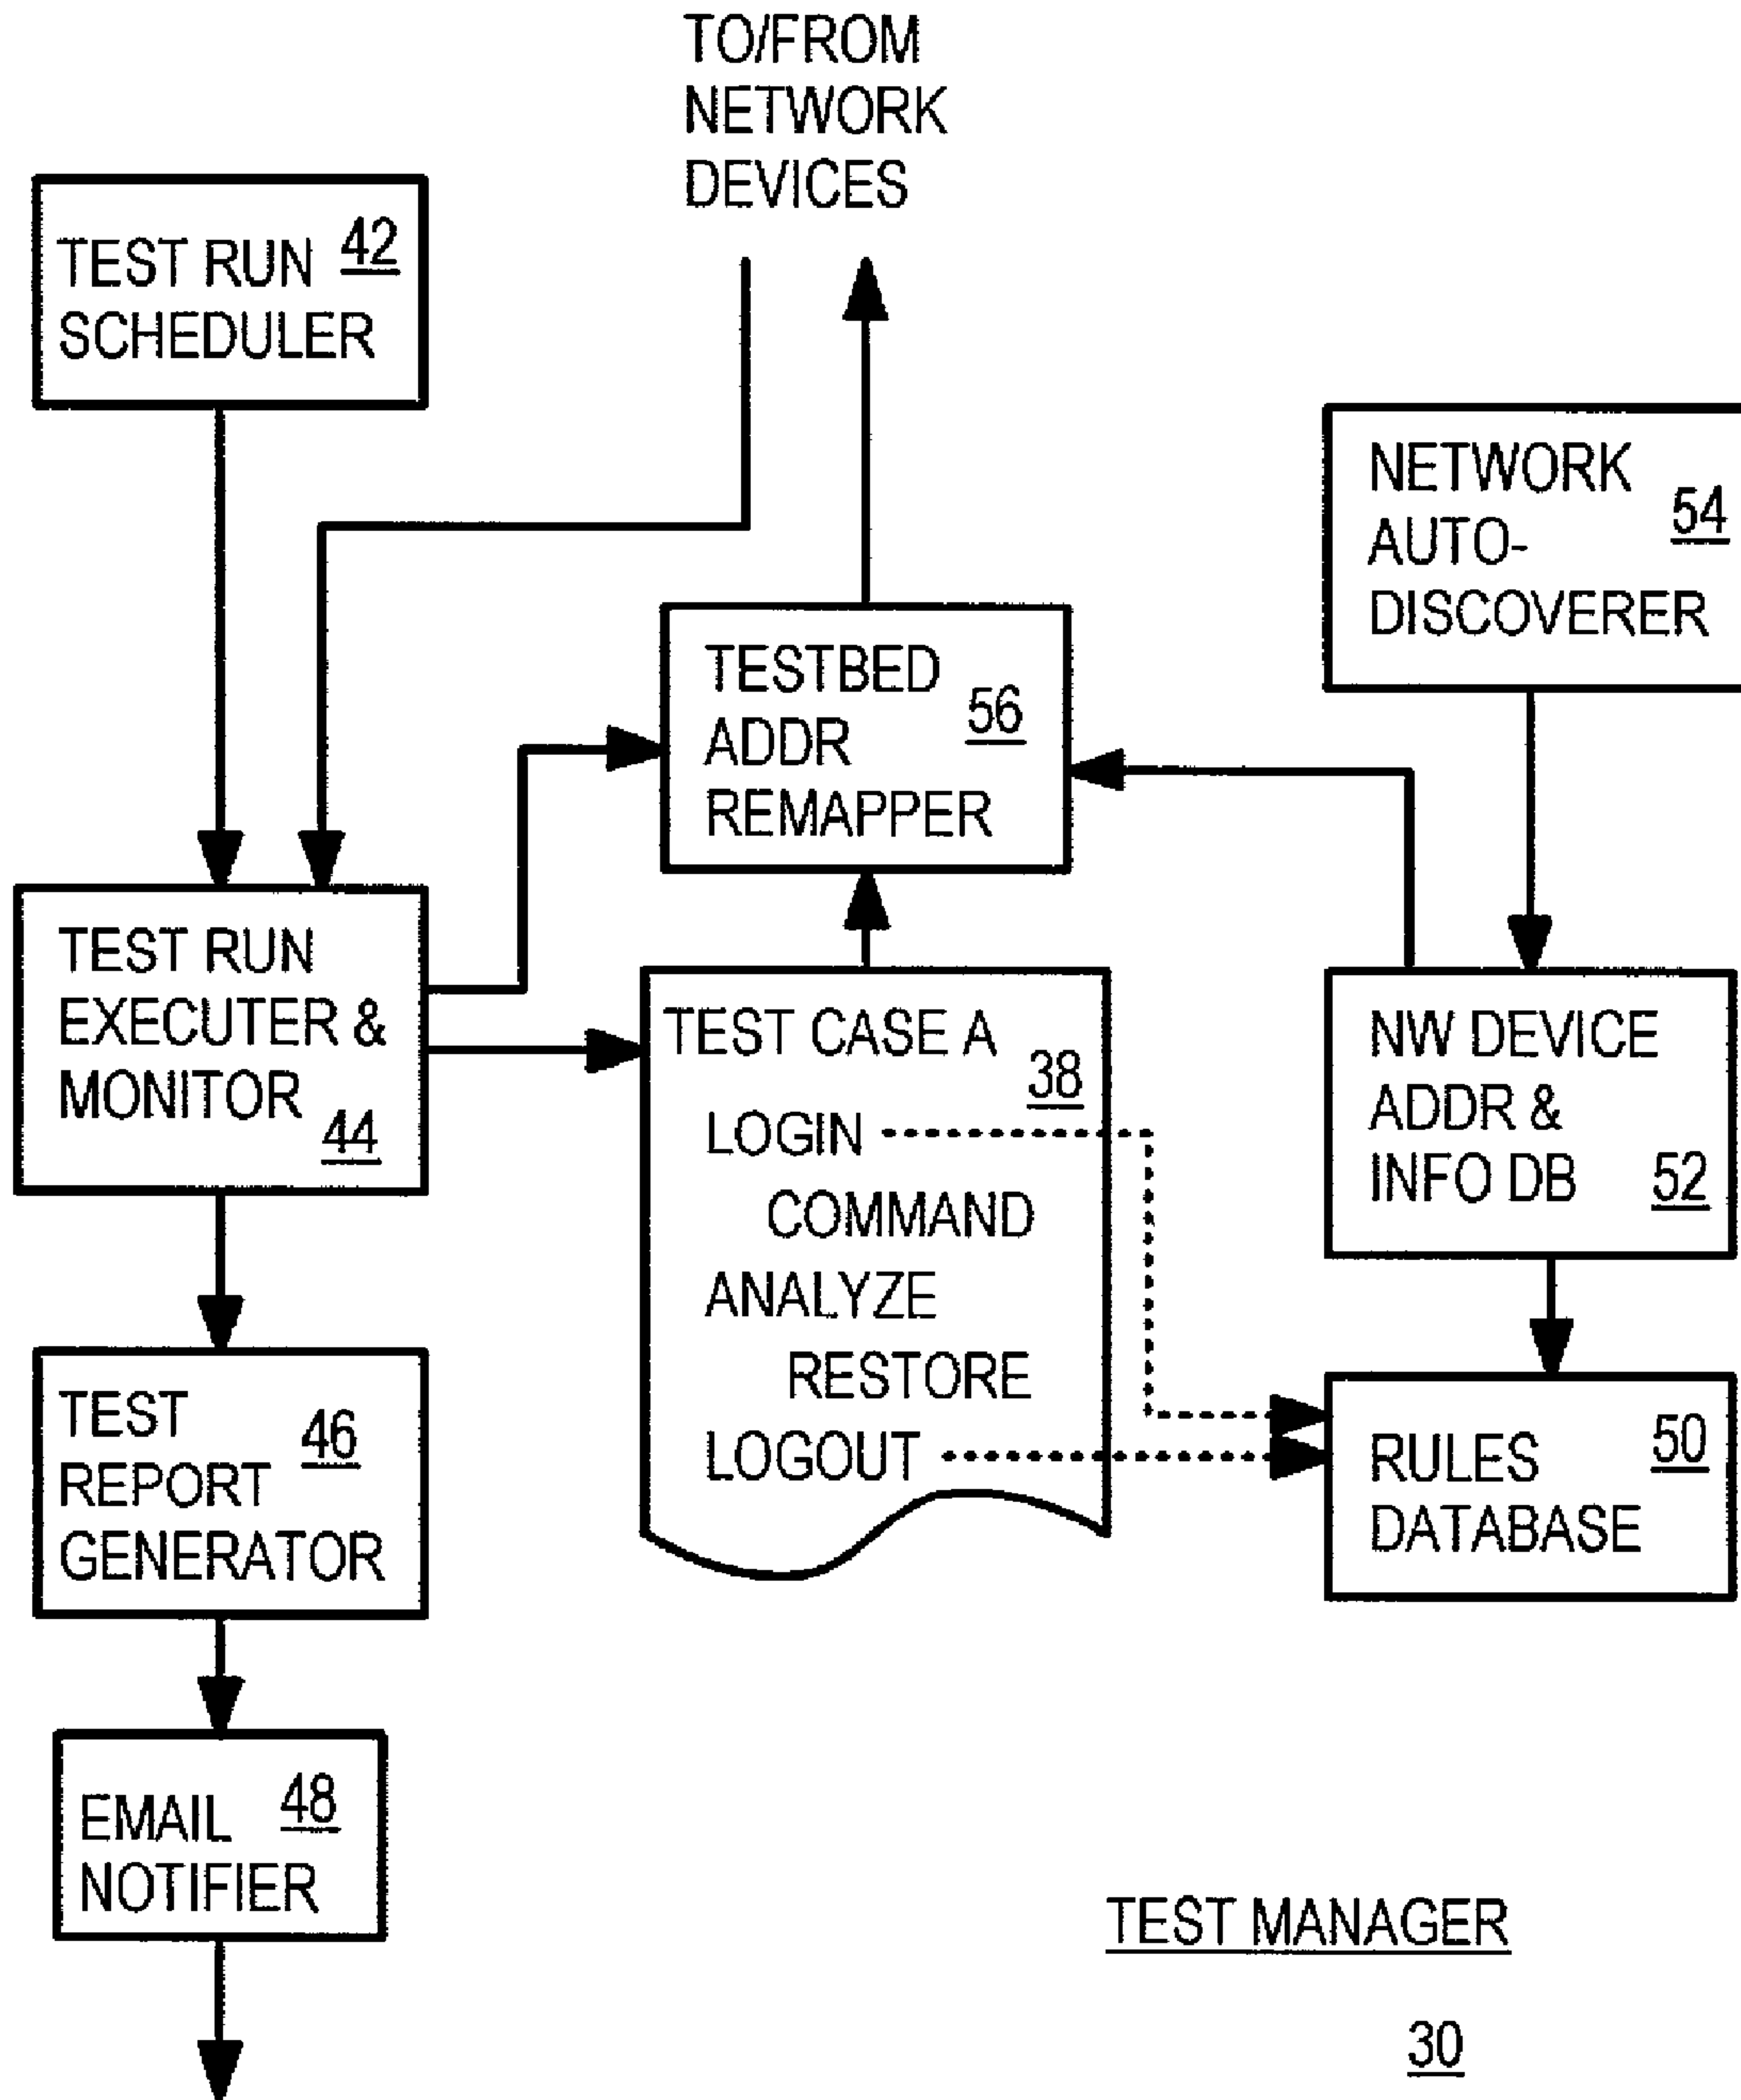 TO/FROM
NETWORK
DEVICES
TEST RUN 42
SCHEDULER
NETWORK
AUTO- 54
DISCOVERER
TESTBED
ADDR 56
REMAPPER
TEST RUN
EXECUTER &
MONITOR 44
TEST CASE A
38
LOGIN
COMMAND
ANALYZE
RESTORE
LOGOUT
NW DEVICE
ADDR &
INFO DB 52
TEST
REPORT 46
GENERATOR
RULES 50
DATABASE
EMAIL 48
NOTIFIER
TEST MANAGER
30